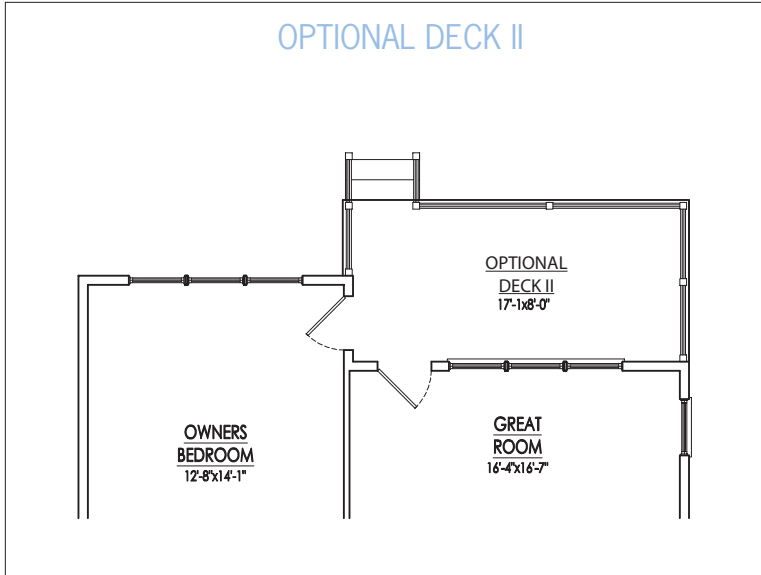 OPTIONAL DECK II
OPTIONAL
DECK II
17'-1x8'-0"
OWNERS
BEDROOM
12'-8"x14'-1"
GREAT
ROOM
16'-4"x16'-7"